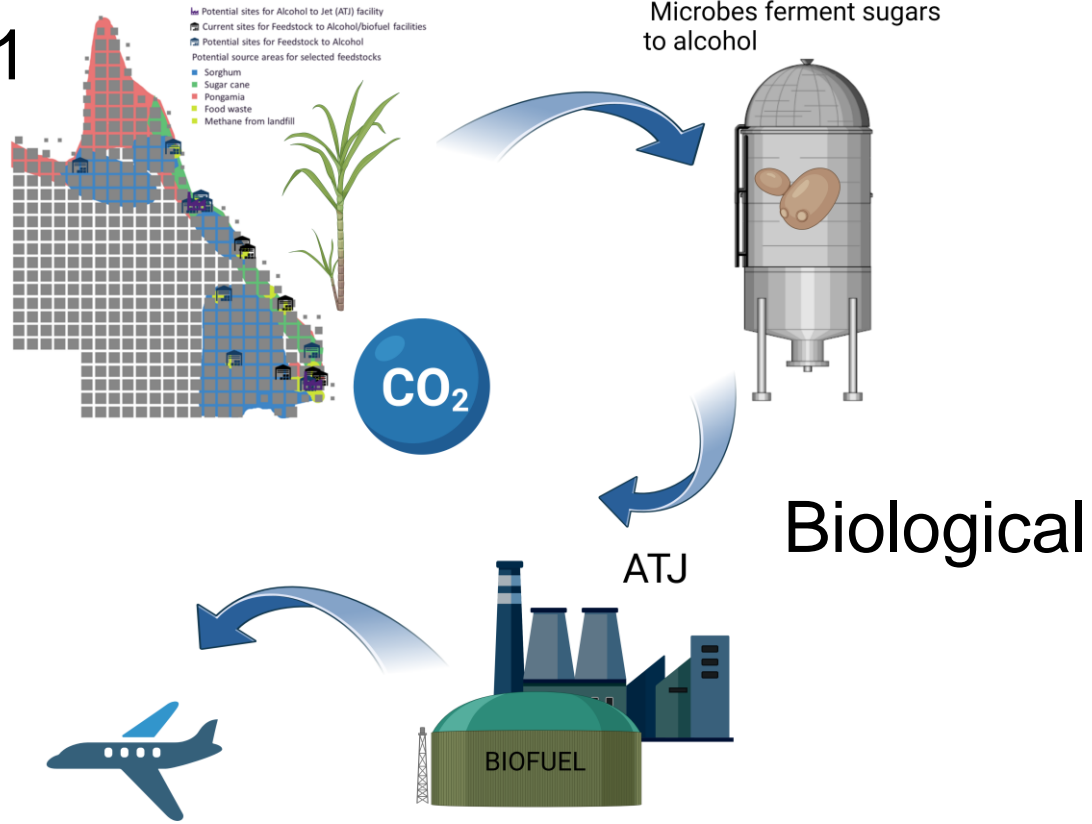 1
Potential sites for Alcohol to Jet (ATJ) facility
Current sites for Feedstock to Alcohol/biofuel facilities
Potential sites for Feedstock to Alcohol
Potential source areas for selected feedstocks
Sorghum
Sugar cane
Pongamia
Food waste
Methane from landfill
Microbes ferment sugars
to alcohol
CO₂
Biological
ATJ
BIOFUEL